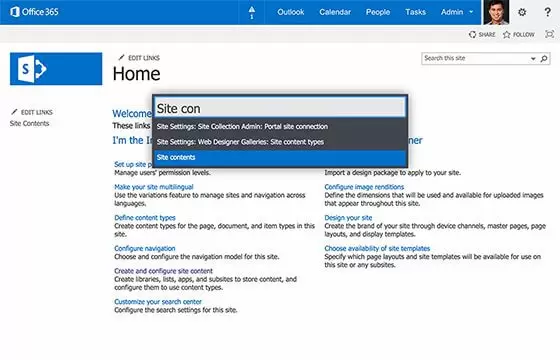 Office 365
Outlook Calendar People Tasks Admin
1
?
SHARE FOLLOW
S
EDIT LINKS
Home
Search this site
EDIT LINKS
Site Contents
Welcome
These links
I'm the In
ner
Site con
Site Settings: Site Collection Admin: Portal site connection
Site Settings: Web Designer Galleries: Site content types
Site contents
Set up site p
Manage users' permission levels.
Make your site multilingual
Use the variations feature to manage sites and navigation across
languages.
Define content types
Create content types for the page, document, and item types in this
site.
Configure navigation
Choose and configure the navigation model for this site.
Create and configure site content
Create libraries, lists, apps, and subsites to store content, and
configure them to use content types.
Customize your search center
Configure the search settings for this site.
Import a design package to apply to your site.
Configure image renditions
Define the dimensions that will be used and available for uploaded images
that appear throughout this site.
Design your site
Create the brand of your site through device channels, master pages, page
layouts, and display templates.
Choose availability of site templates
Specify which page layouts and site templates will be available for use on
this site or any subsites.